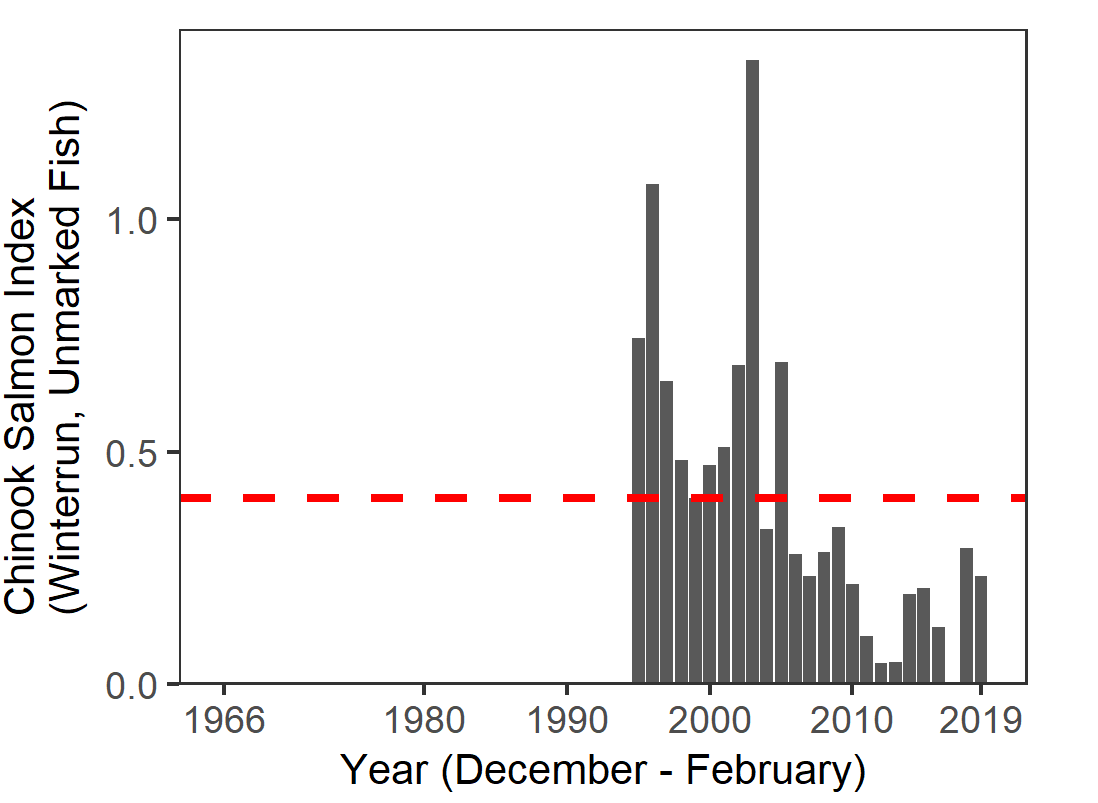 Chinook Salmon Index
(Winterrun, Unmarked Fish)
1.0
0.5
0.0
1966 1980 1990 2000 2010 2019
Year (December - February)